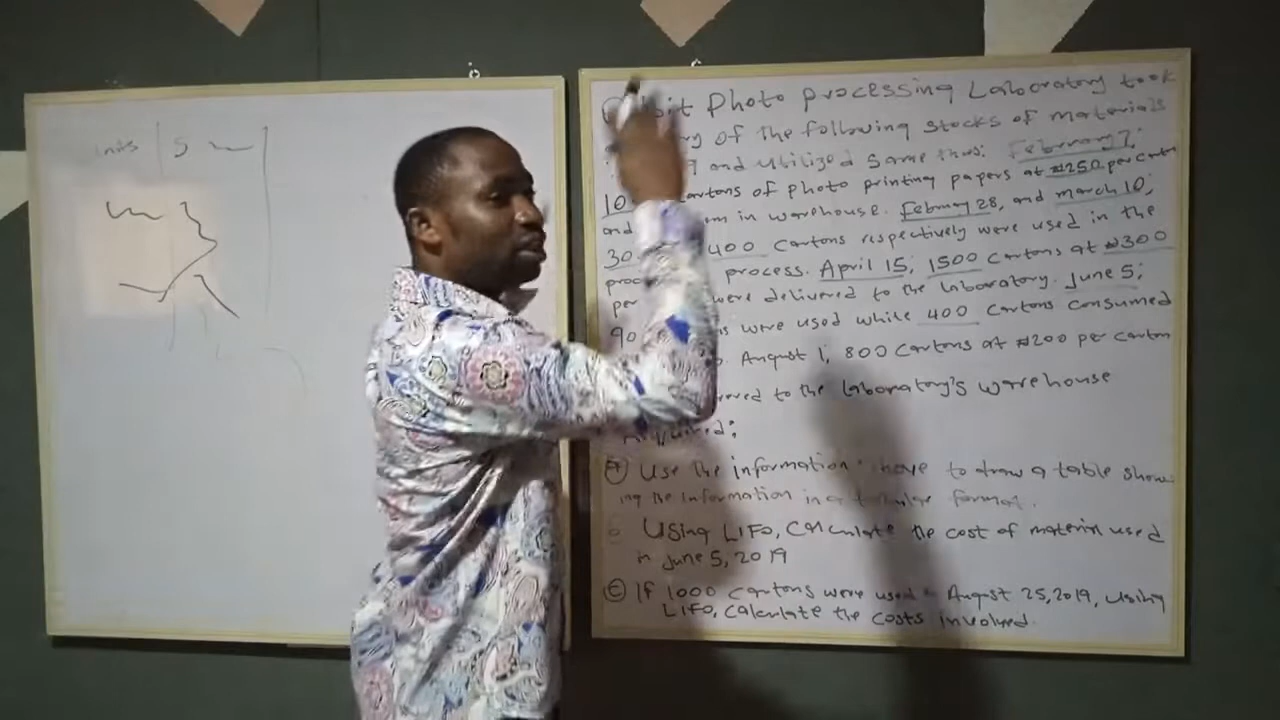 units S
Photo processing Laboratory took
of the following stocks of materials
9 and utilized same thus: February 7;
10 cartons of photo printing papers at ₦250 per carton
and in warehouse. February 28, and march 10;
30 400 cartons respectively were used in the
process. April 15, 1500 cartons at ₦300
per were delivered to the laboratory. June 5;
90 were used while 400 cartons consumed
August 1, 800 cartons at ₦200 per carton
to the laboratory's warehouse
Required:
(A) Use the information above to draw a table show-
ing the information in a tabular format.
Using LIFO, Calculate the cost of material used
in June 5, 2019
(C) If 1000 cartons were used August 25, 2019, using
LIFO, calculate the costs involved.